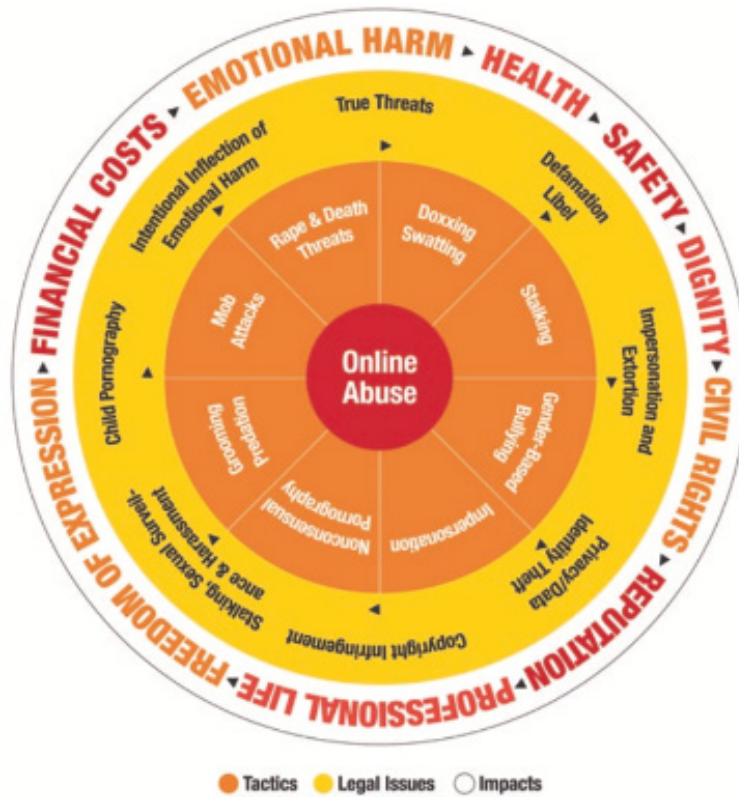 EMOTIONAL HARM
HEALTH
SAFETY
DIGNITY
CIVIL RIGHTS
REPUTATION
PROFESSIONAL LIFE
FREEDOM OF EXPRESSION
FINANCIAL COSTS
True Threats
Defamation
Libel
Impersonation and
Extortion
Privacy/Data
Identity Theft
Copyright Infringement
Stalking, Sexual Surveil-
ance & Harassment
Child Pornography
Intentional Inflection of
Emotional Harm
Rape & Death
Threats
Doxxing
Swatting
Stalking
Gender-Based
Bullying
Impersonation
Nonconsensual
Pornography
Grooming
Predation
Mob
Attacks
Online
Abuse
Tactics Legal Issues Impacts